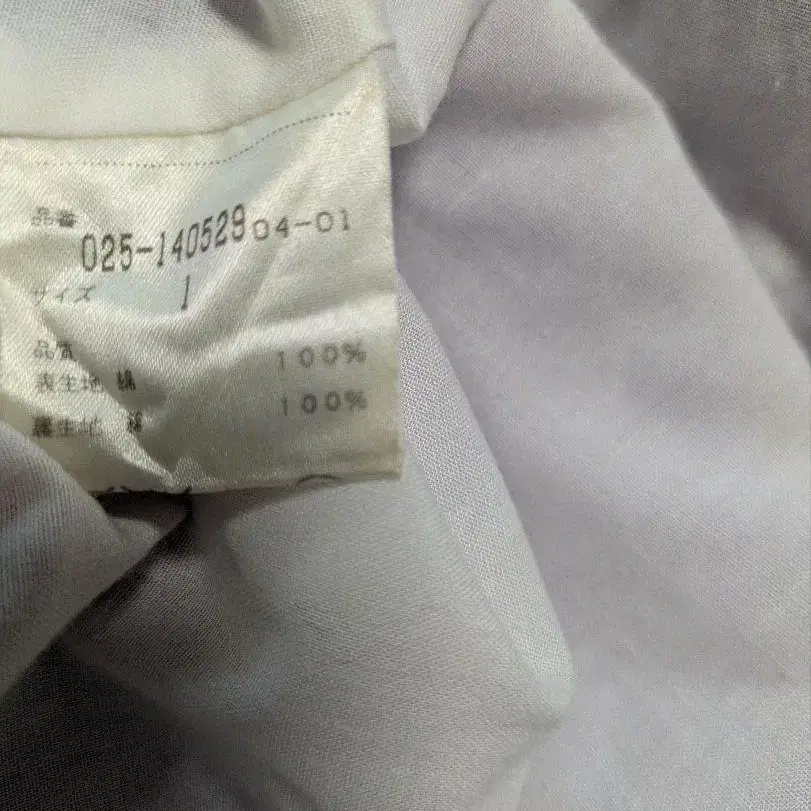 品番
025-140529 04-01
サイズ 1
品質
表生地 綿 100%
裏生地 綿 100%